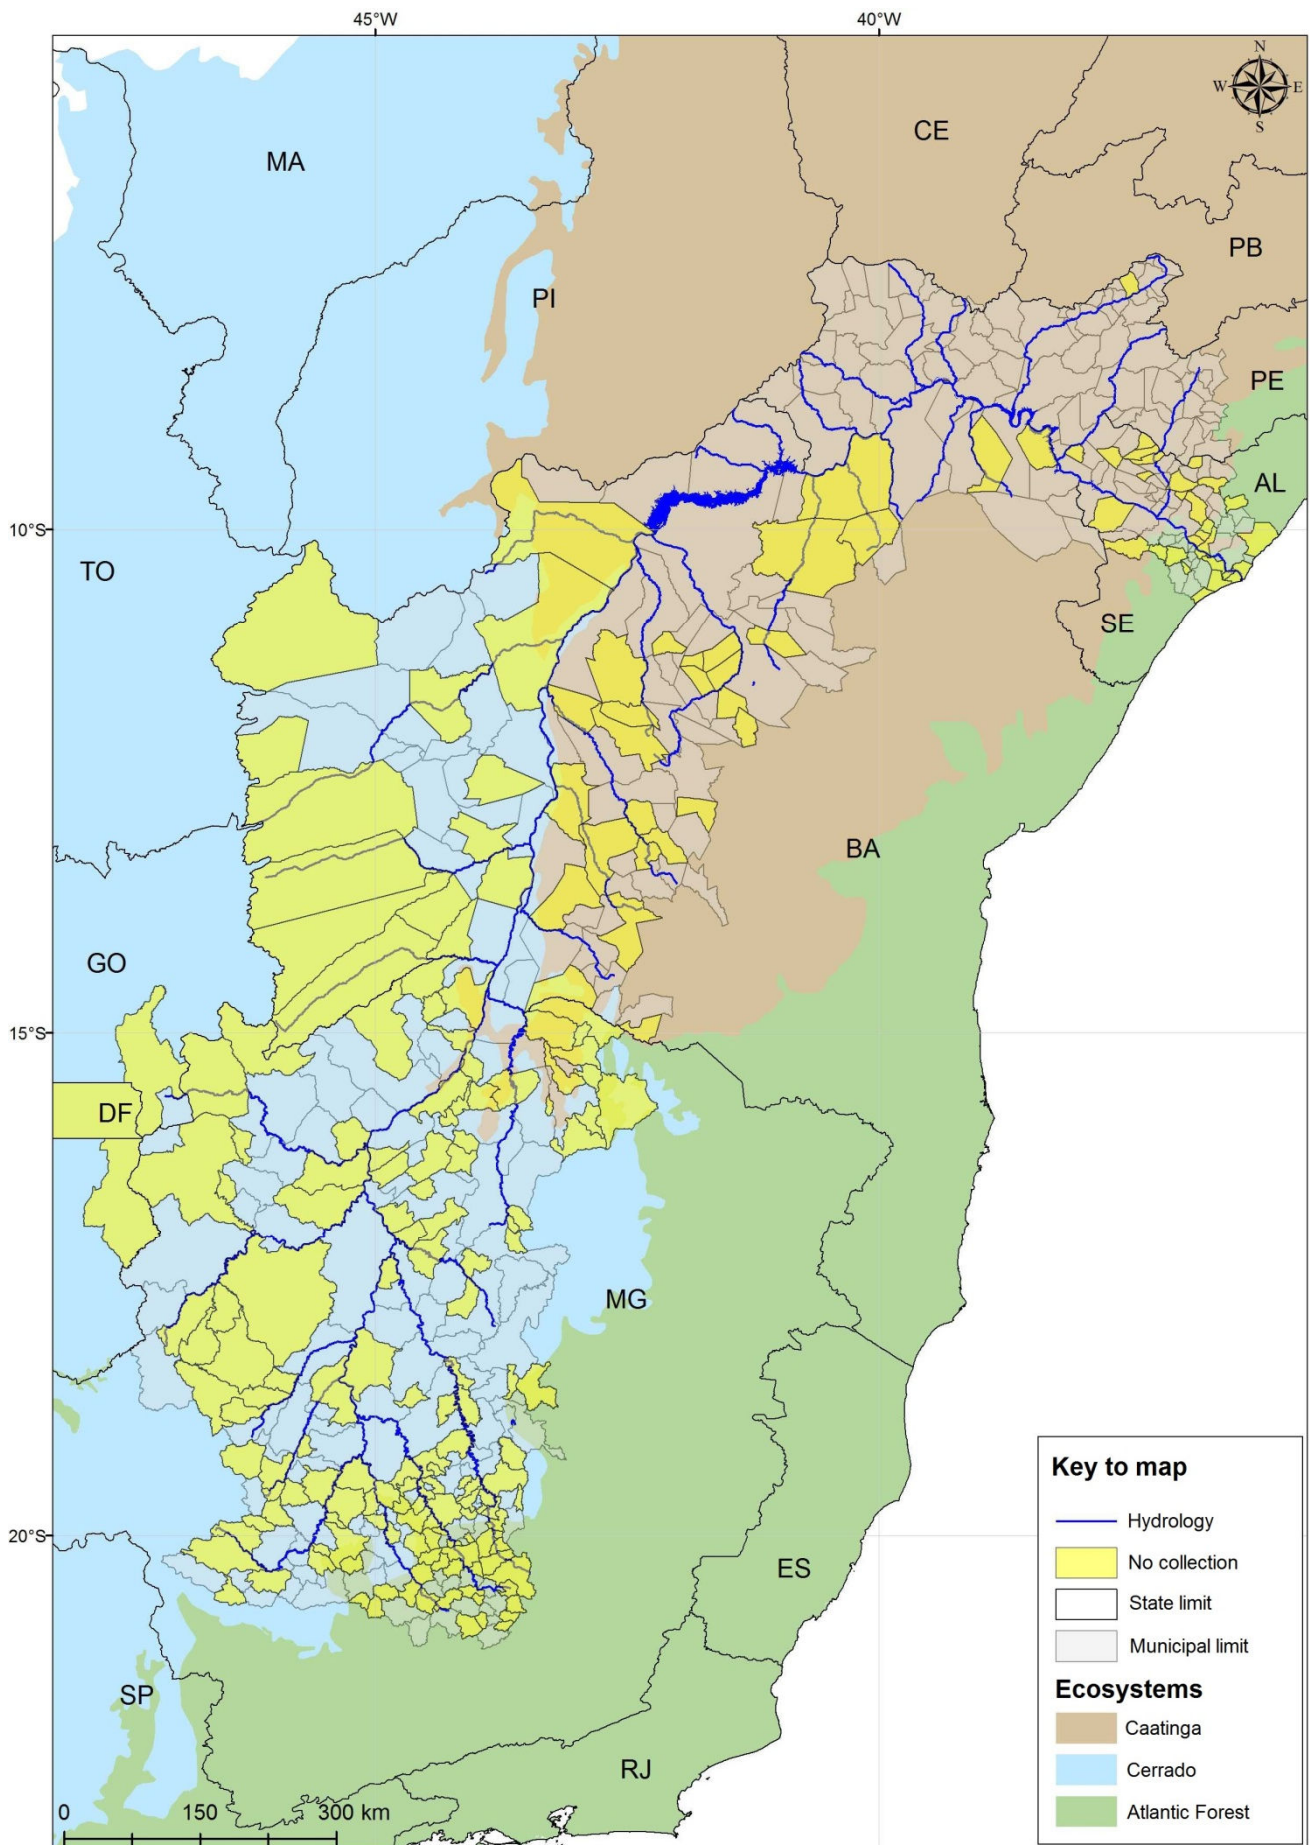 45°W
40°W
N
W
E
S
CE
MA
PB
PI
PE
AL
10°S
TO
SE
BA
GO
15°S
DF
MG
Key to map
Hydrology
20°S
No collection
ES
State limit
Municipal limit
Ecosystems
SP
Caatinga
RJ
Cerrado
0
150
300 km
Atlantic Forest